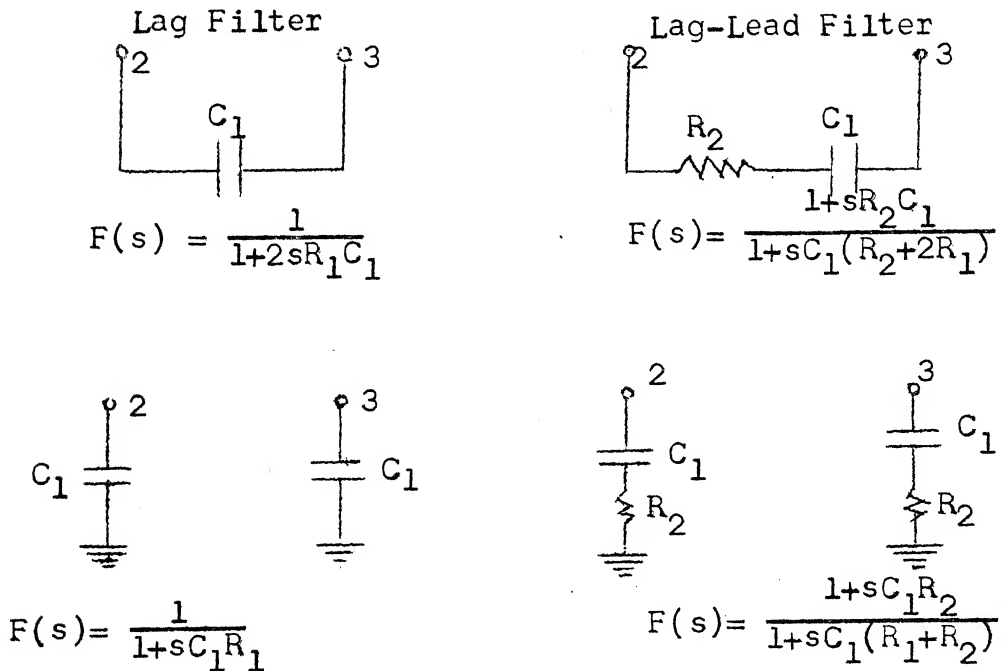 Lag Filter
Lag-Lead Filter
2 3
2 3
C1
R2 C1
F(s) = 1/(1+2sR1C1)
F(s)= (1+sR2C1)/(1+sC1(R2+2R1))
2 3
2 3
C1 C1
C1 C1
R2 R2
F(s)= 1/(1+sC1R1)
F(s)= (1+sC1R2)/(1+sC1(R1+R2))